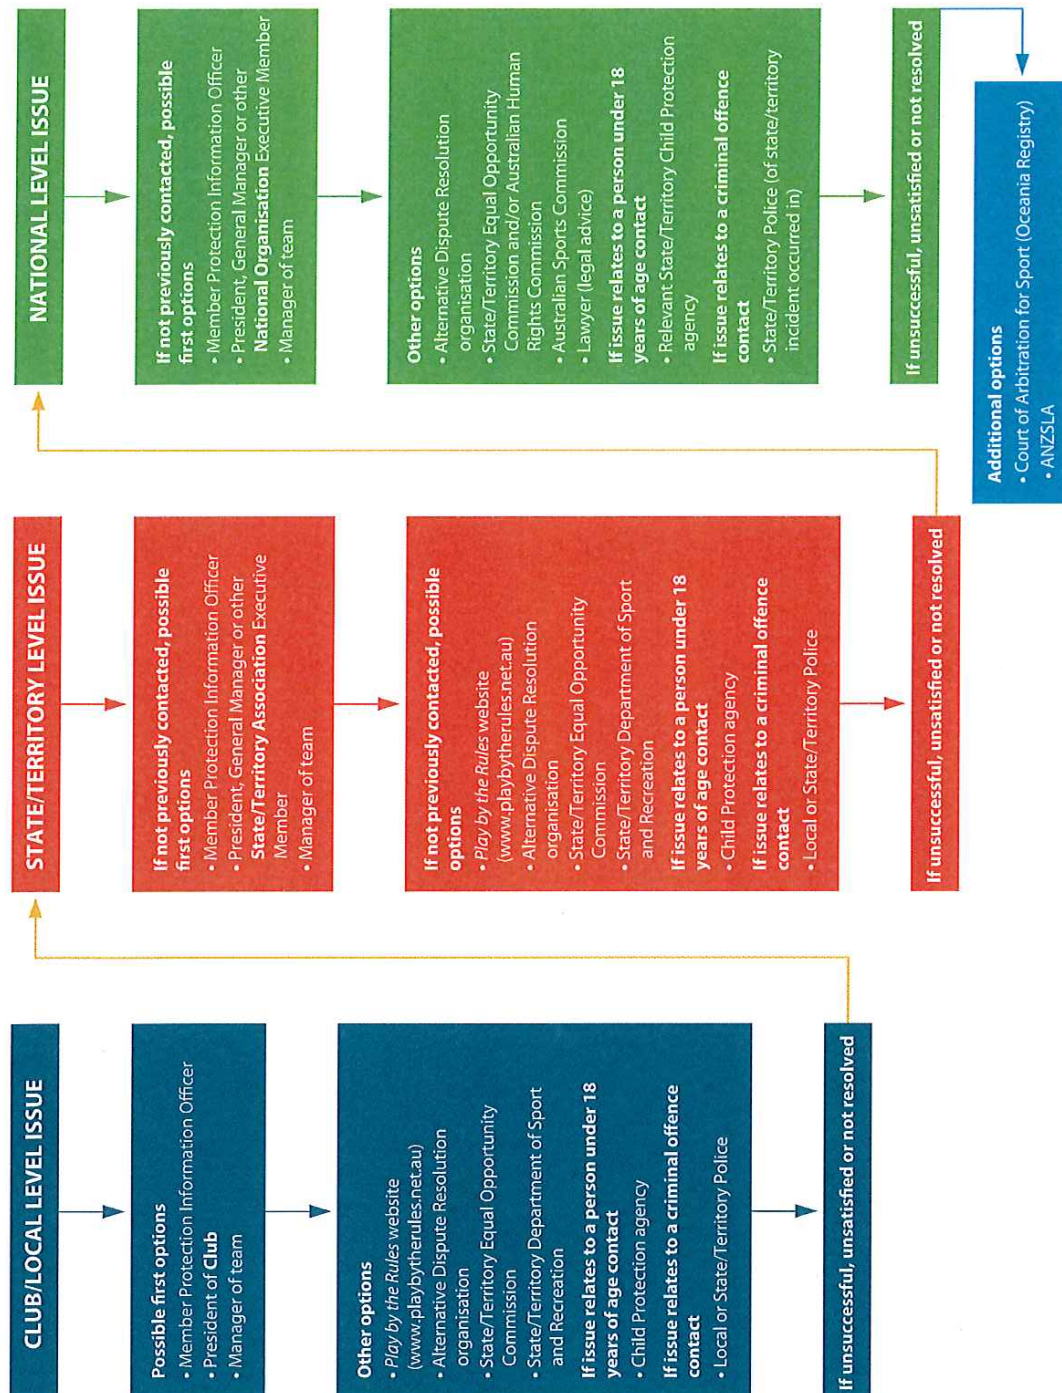 CLUB/LOCAL LEVEL ISSUE
Possible first options
• Member Protection Information Officer
• President of Club
• Manager of team
Other options
• Play by the Rules website
(www.playbytherules.net.au)
• Alternative Dispute Resolution
organisation
• State/Territory Equal Opportunity
Commission
• State/Territory Department of Sport
and Recreation
If issue relates to a person under 18
years of age contact
• Child Protection agency
If issue relates to a criminal offence
contact
• Local or State/Territory Police
If unsuccessful, unsatisfied or not resolved
STATE/TERRITORY LEVEL ISSUE
If not previously contacted, possible
first options
• Member Protection Information Officer
• President, General Manager or other
State/Territory Association Executive
Member
• Manager of team
If not previously contacted, possible
options
• Play by the Rules website
(www.playbytherules.net.au)
• Alternative Dispute Resolution
organisation
• State/Territory Equal Opportunity
Commission
• State/Territory Department of Sport
and Recreation
If issue relates to a person under 18
years of age contact
• Child Protection agency
If issue relates to a criminal offence
contact
• Local or State/Territory Police
If unsuccessful, unsatisfied or not resolved
NATIONAL LEVEL ISSUE
If not previously contacted, possible
first options
• Member Protection Information Officer
• President, General Manager or other
National Organisation Executive Member
• Manager of team
Other options
• Alternative Dispute Resolution
organisation
• State/Territory Equal Opportunity
Commission and/or Australian Human
Rights Commission
• Australian Sports Commission
• Lawyer (legal advice)
If issue relates to a person under 18
years of age contact
• Relevant State/Territory Child Protection
agency
If issue relates to a criminal offence
contact
• State/Territory Police (of state/territory
incident occurred in)
If unsuccessful, unsatisfied or not resolved
Additional options
• Court of Arbitration for Sport (Oceania Registry)
• ANZSLA